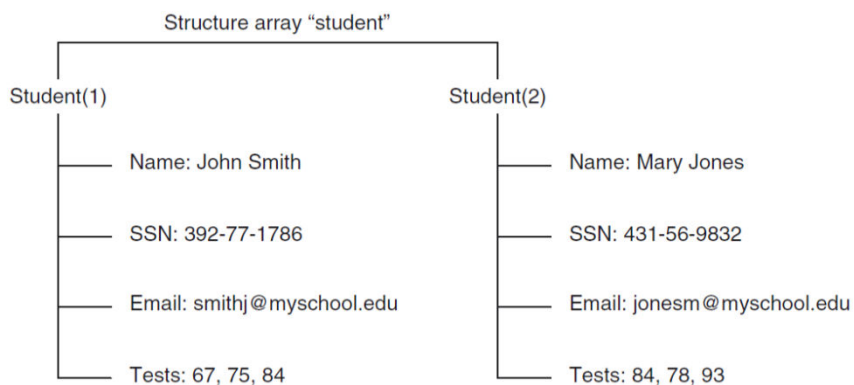 Structure array “student”
Student(1)
Student(2)
Name: John Smith
Name: Mary Jones
SSN: 392-77-1786
SSN: 431-56-9832
Email: smithj@myschool.edu
Email: jonesm@myschool.edu
Tests: 67, 75, 84
Tests: 84, 78, 93